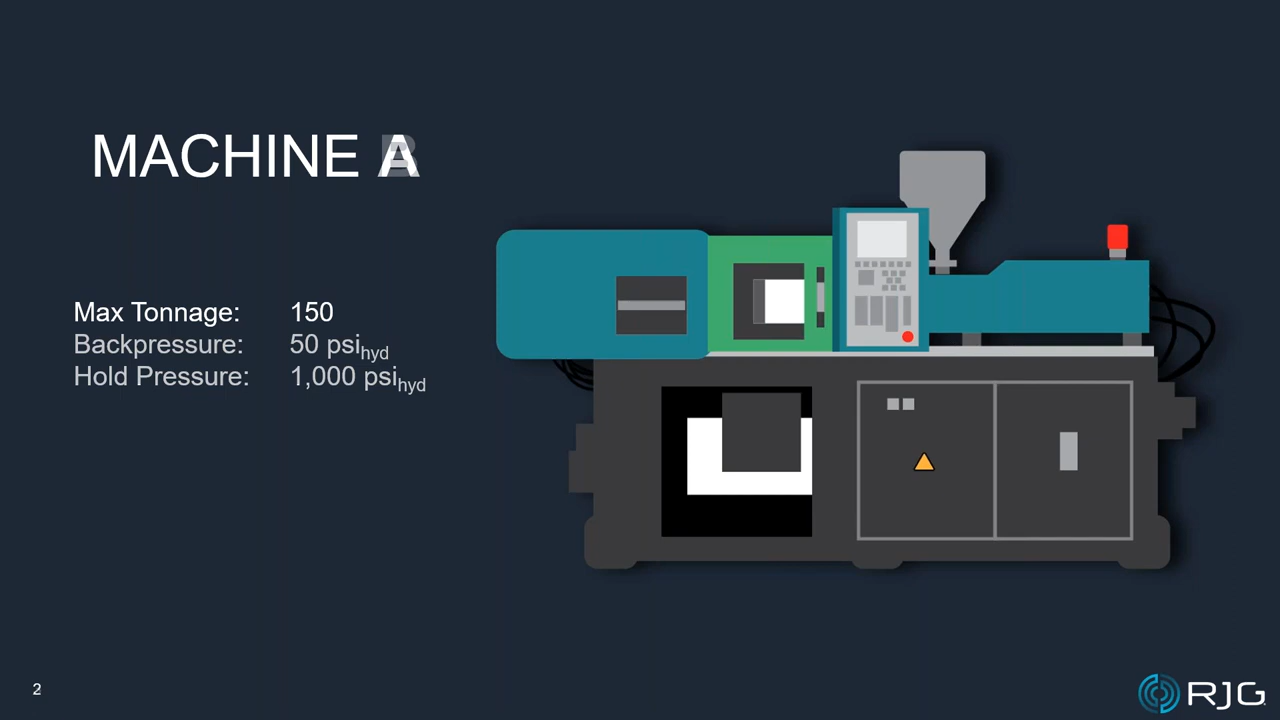 MACHINE A
Max Tonnage: 150
Backpressure: 50 psihyd
Hold Pressure: 1,000 psihyd
2
RJG